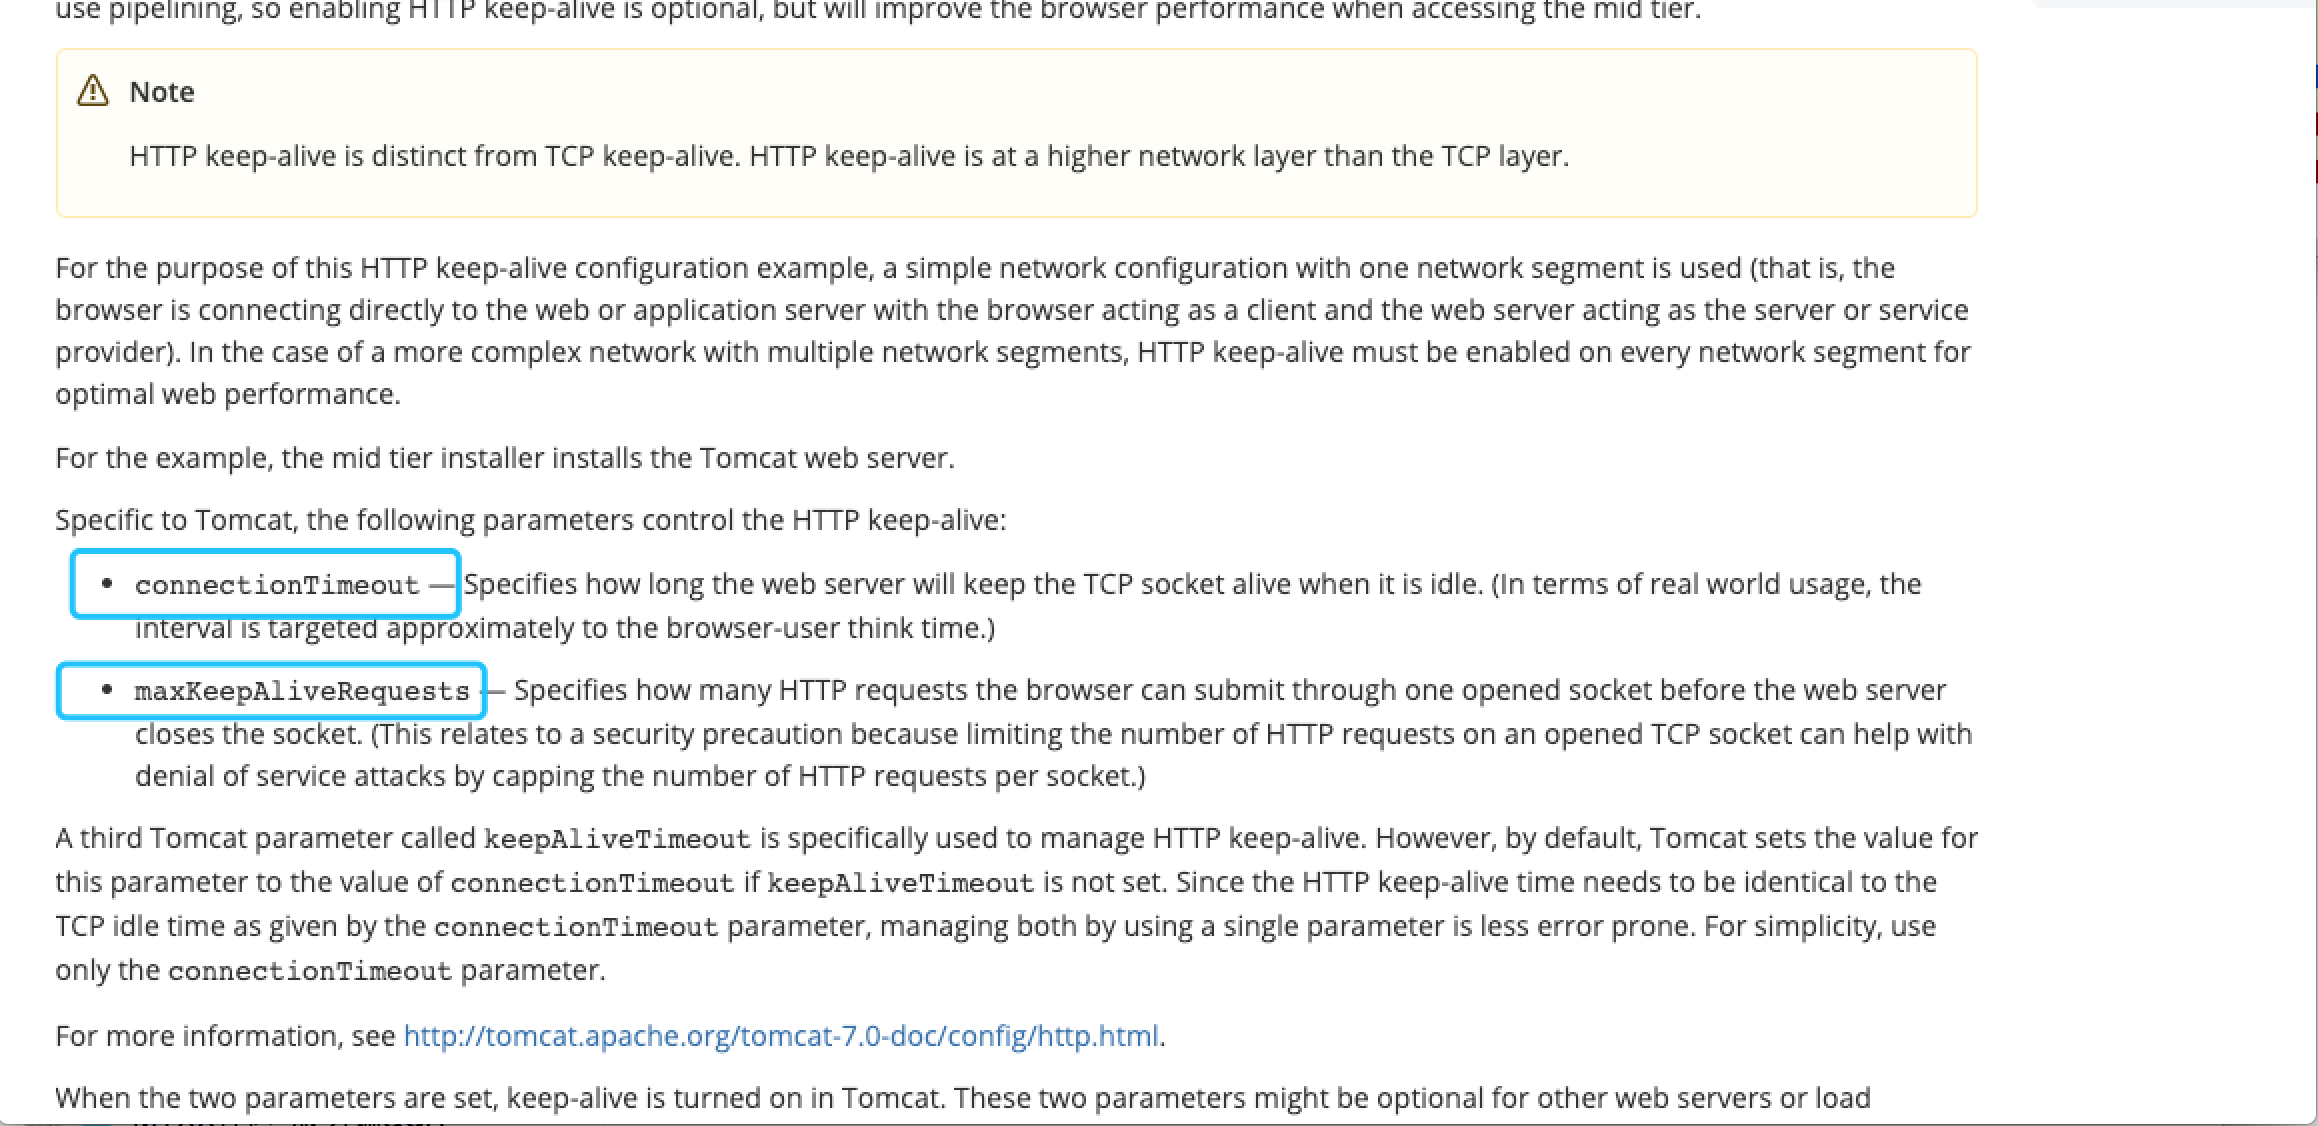 use pipelining, so enabling HTTP keep-alive is optional, but will improve the browser performance when accessing the mid tier.
Note
HTTP keep-alive is distinct from TCP keep-alive. HTTP keep-alive is at a higher network layer than the TCP layer.
For the purpose of this HTTP keep-alive configuration example, a simple network configuration with one network segment is used (that is, the
browser is connecting directly to the web or application server with the browser acting as a client and the web server acting as the server or service
provider). In the case of a more complex network with multiple network segments, HTTP keep-alive must be enabled on every network segment for
optimal web performance.
For the example, the mid tier installer installs the Tomcat web server.
Specific to Tomcat, the following parameters control the HTTP keep-alive:
• connectionTimeout — Specifies how long the web server will keep the TCP socket alive when it is idle. (In terms of real world usage, the
interval is targeted approximately to the browser-user think time.)
• maxKeepAliveRequests — Specifies how many HTTP requests the browser can submit through one opened socket before the web server
closes the socket. (This relates to a security precaution because limiting the number of HTTP requests on an opened TCP socket can help with
denial of service attacks by capping the number of HTTP requests per socket.)
A third Tomcat parameter called keepAliveTimeout is specifically used to manage HTTP keep-alive. However, by default, Tomcat sets the value for
this parameter to the value of connectionTimeout if keepAliveTimeout is not set. Since the HTTP keep-alive time needs to be identical to the
TCP idle time as given by the connectionTimeout parameter, managing both by using a single parameter is less error prone. For simplicity, use
only the connectionTimeout parameter.
For more information, see http://tomcat.apache.org/tomcat-7.0-doc/config/http.html.
When the two parameters are set, keep-alive is turned on in Tomcat. These two parameters might be optional for other web servers or load